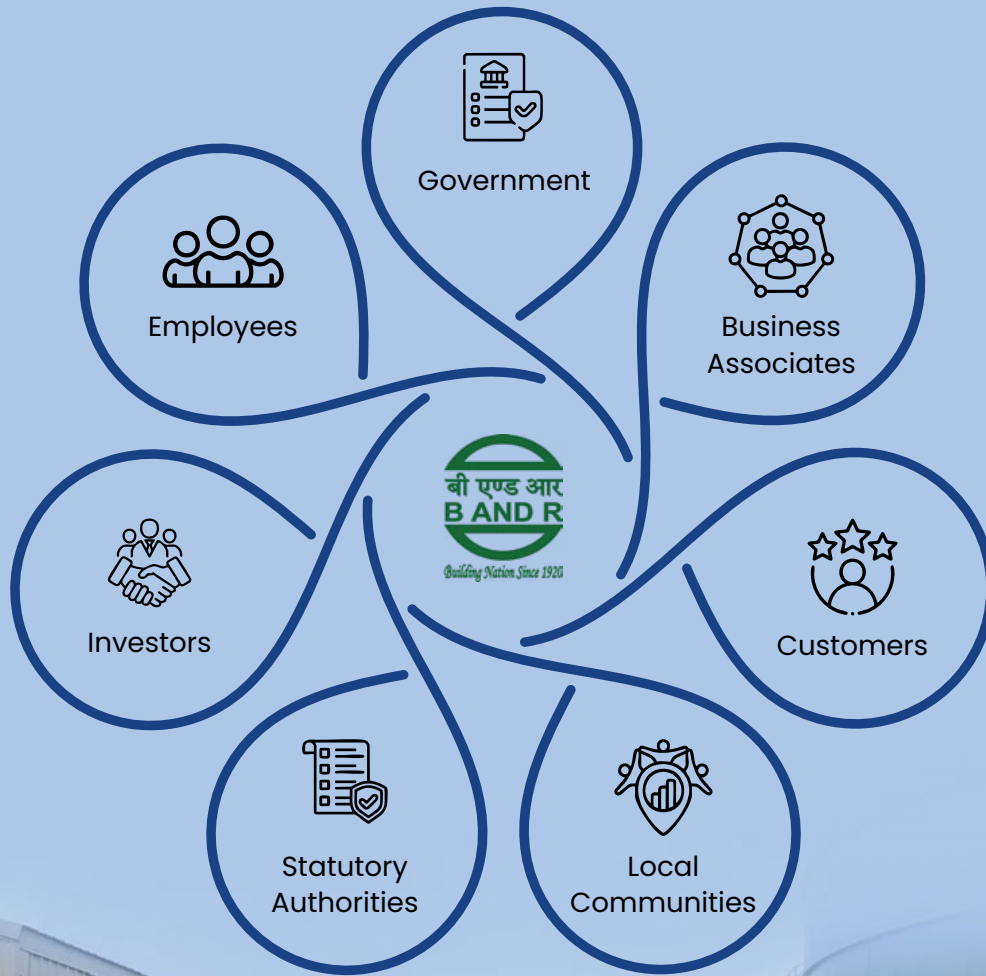 Government
Employees
Business
Associates
बी एण्ड आर
B AND R
Building Nation Since 1920
Investors
Customers
Statutory
Authorities
Local
Communities